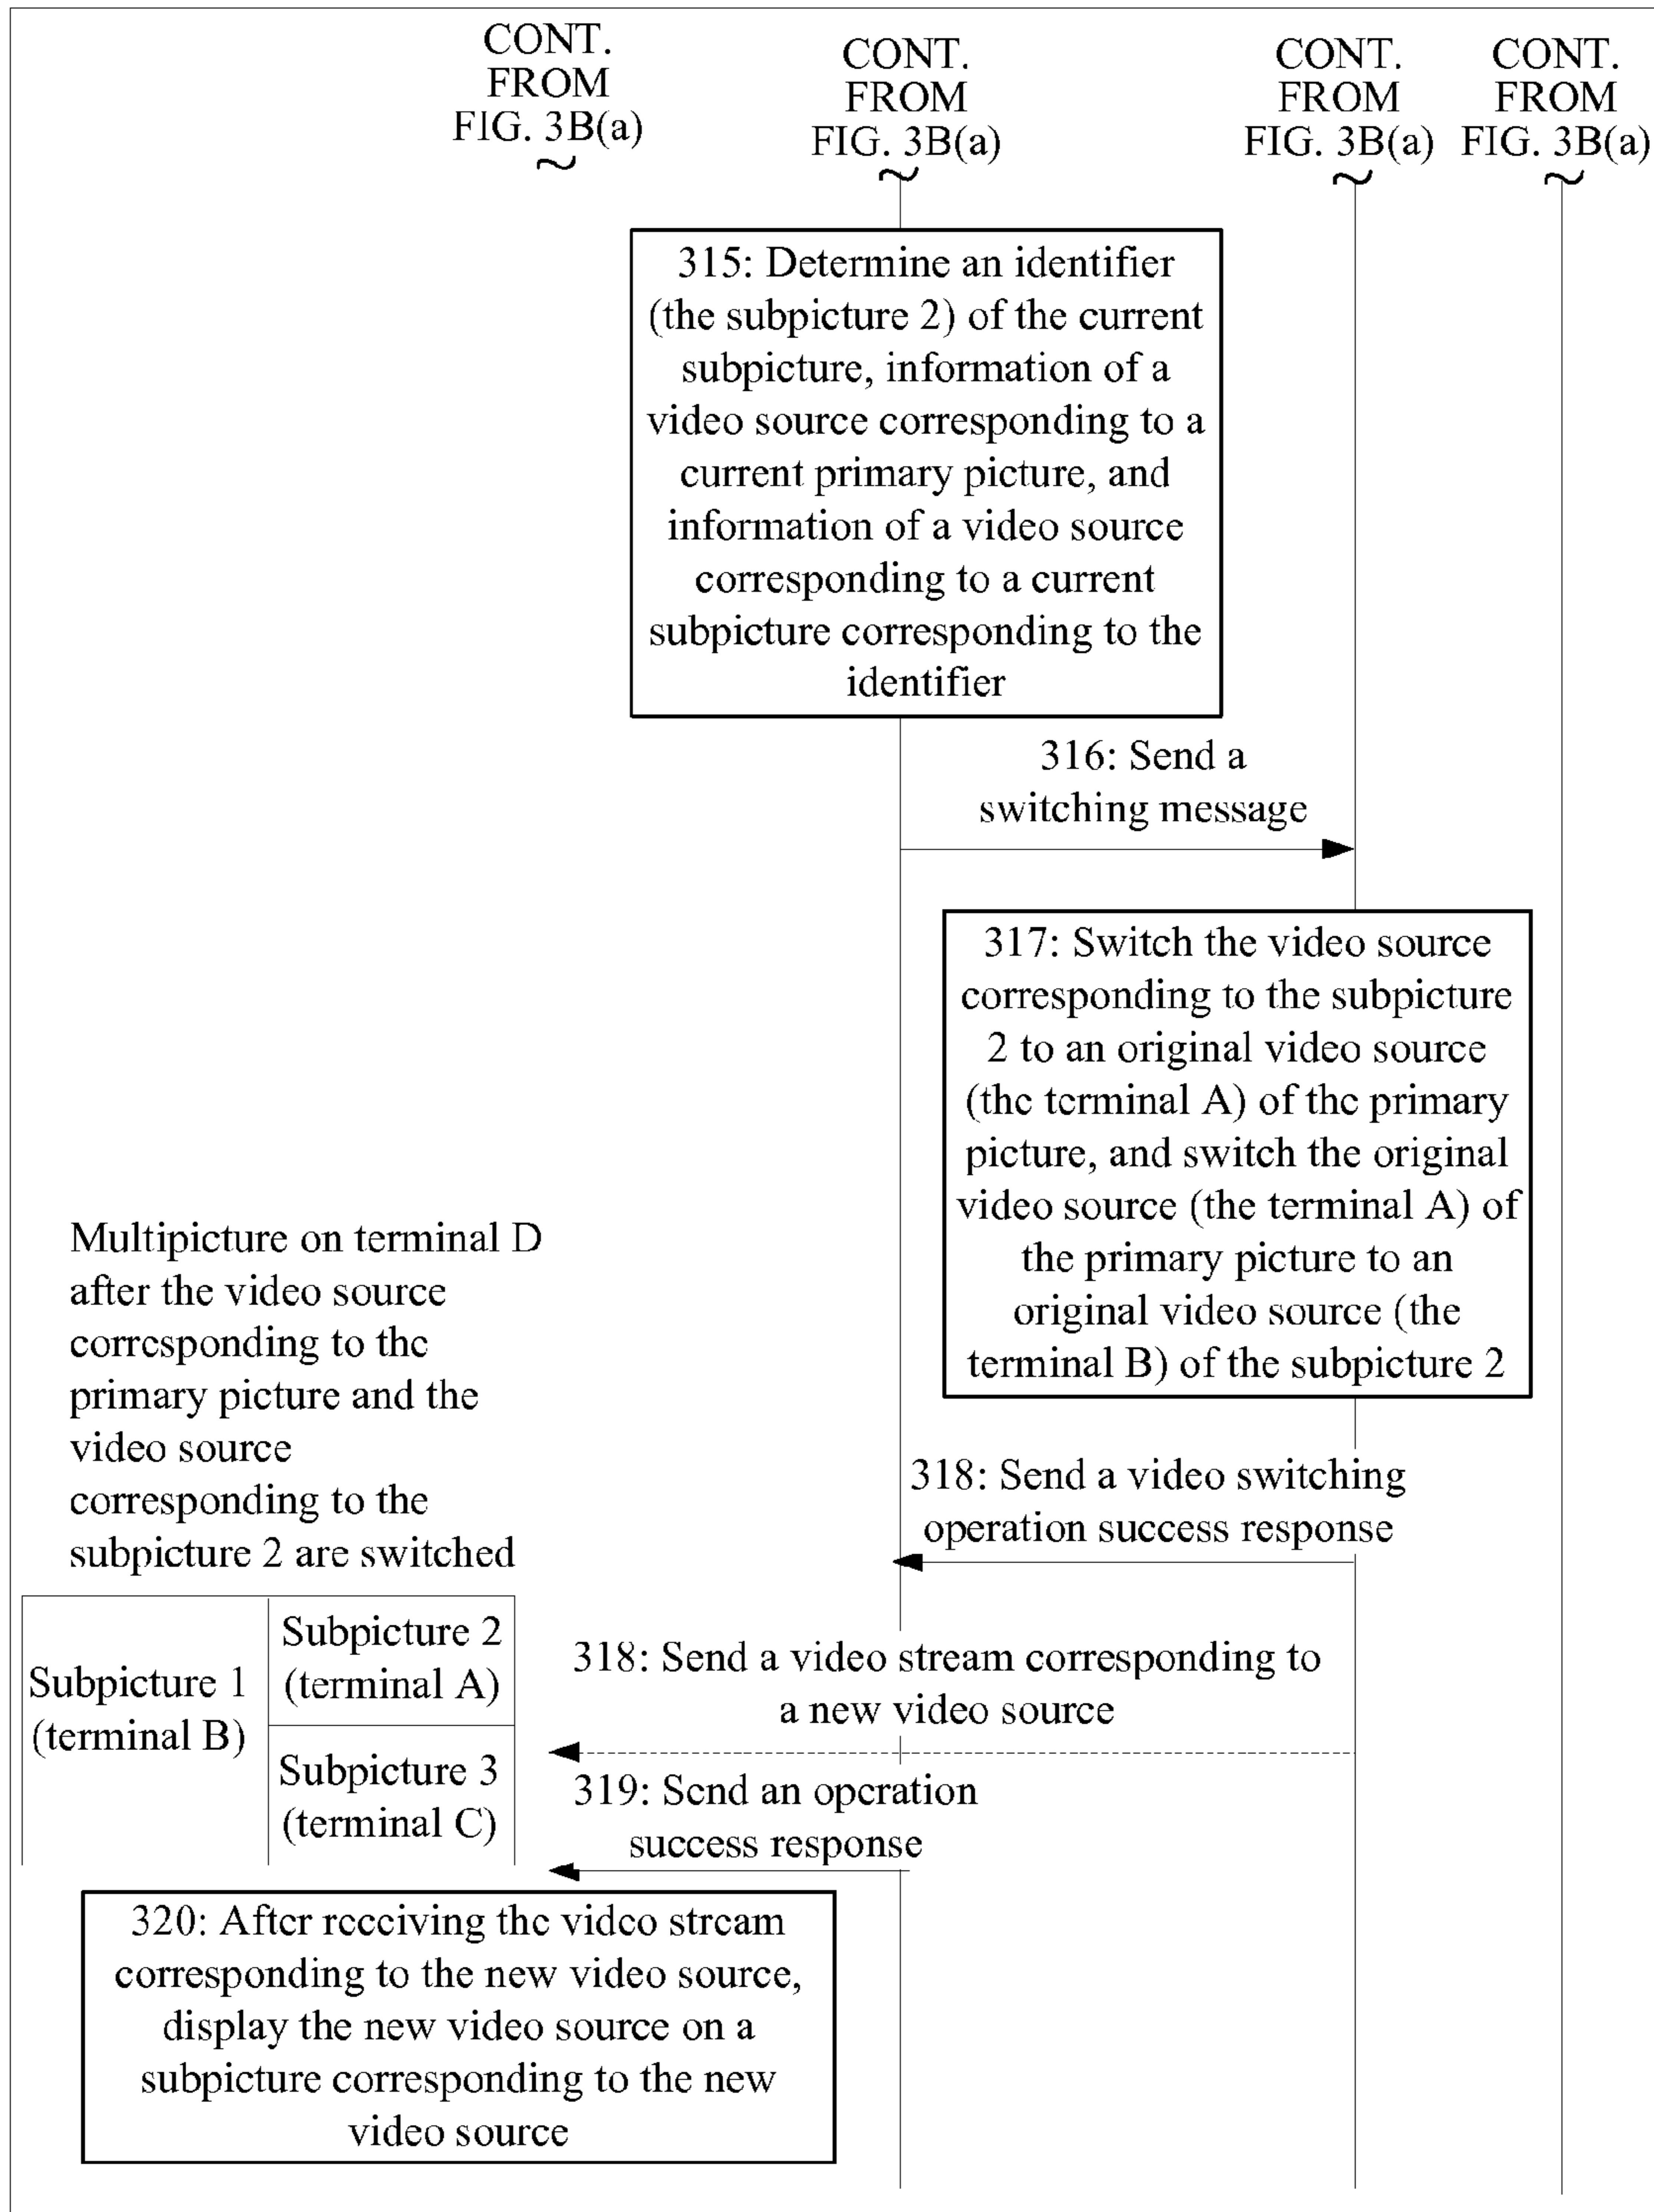 CONT.
FROM
FIG. 3B(a)
CONT.
FROM
FIG. 3B(a)
CONT.
FROM
FIG. 3B(a)
CONT.
FROM
FIG. 3B(a)
315: Determine an identifier
(the subpicture 2) of the current
subpicture, information of a
video source corresponding to a
current primary picture, and
information of a video source
corresponding to a current
subpicture corresponding to the
identifier
316: Send a
switching message
317: Switch the video source
corresponding to the subpicture
2 to an original video source
(the terminal A) of the primary
picture, and switch the original
video source (the terminal A) of
the primary picture to an
original video source (the
terminal B) of the subpicture 2
318: Send a video switching
operation success response
Multipicture on terminal D
after the video source
corresponding to the
primary picture and the
video source
corresponding to the
subpicture 2 are switched
Subpicture 1
(terminal B)
Subpicture 2
(terminal A)
Subpicture 3
(terminal C)
318: Send a video stream corresponding to
a new video source
319: Send an operation
success response
320: After receiving the video stream
corresponding to the new video source,
display the new video source on a
subpicture corresponding to the new
video source